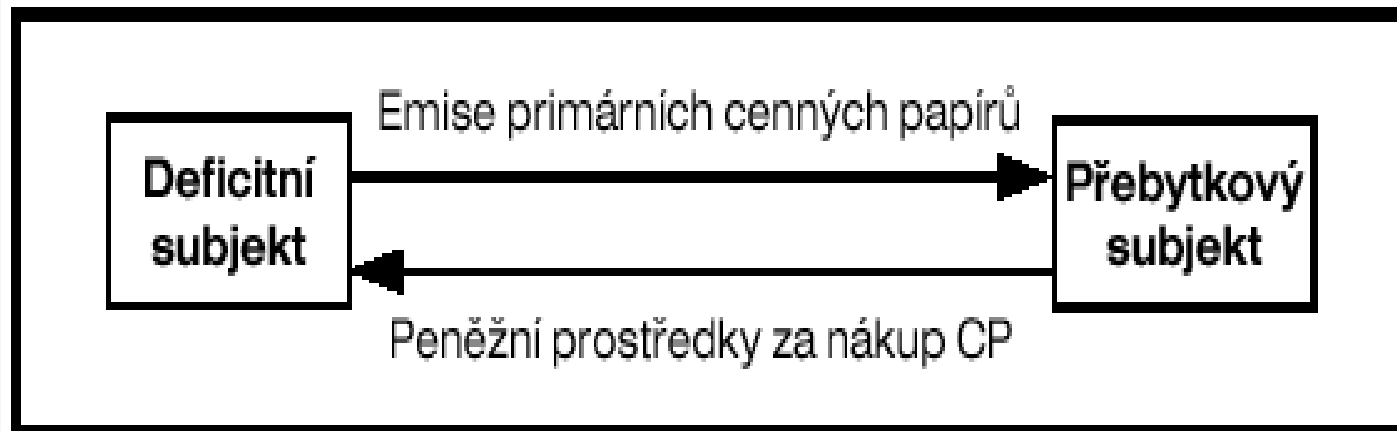 Emise primárních cenných papírů
Deficitní
subjekt
Přebytkový
subjekt
Peněžní prostředky za nákup CP